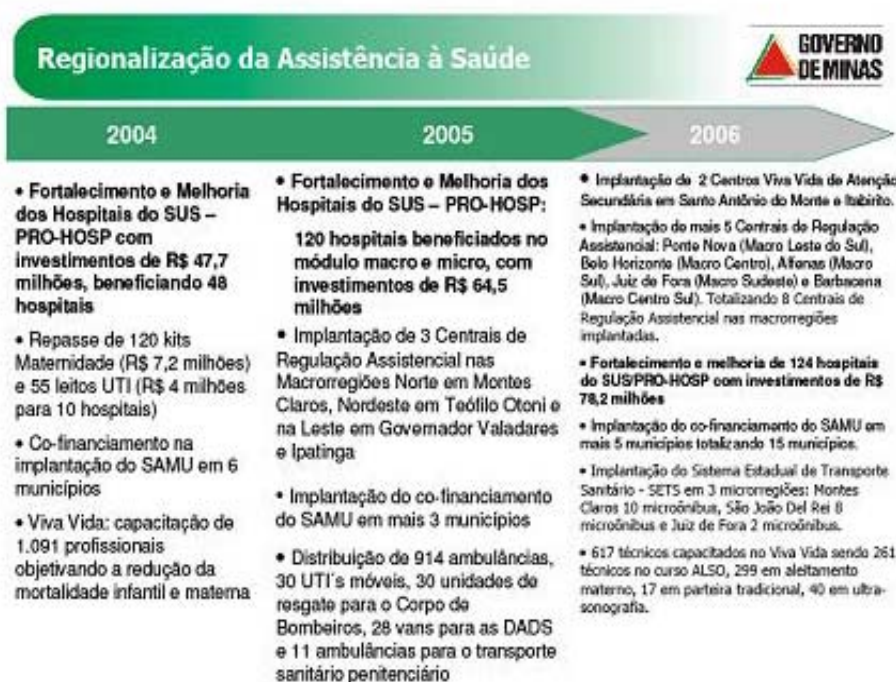 Regionalização da Assistência à Saúde
GOVERNO
DE MINAS
2004
2005
2006
• Fortalecimento e Melhoria
dos Hospitais do SUS –
PRO-HOSP com
investimentos de R$ 47,7
milhões, beneficiando 48
hospitais
• Repasse de 120 kits
Maternidade (R$ 7,2 milhões)
e 55 leitos UTI (R$ 4 milhões
para 10 hospitais)
• Co-financiamento na
implantação do SAMU em 6
municípios
• Viva Vida: capacitação de
1.091 profissionais
objetivando a redução da
mortalidade infantil e materna
• Fortalecimento e Melhoria dos
Hospitais do SUS – PRO-HOSP:
120 hospitais beneficiados no
módulo macro e micro, com
investimentos de R$ 64,5
milhões
• Implantação de 3 Centrais de
Regulação Assistencial nas
Macrorregiões Norte em Montes
Claros, Nordeste em Teófilo Otoni e
na Leste em Governador Valadares
e Ipatinga
• Implantação do co-financiamento
do SAMU em mais 3 municípios
• Distribuição de 914 ambulâncias,
30 UTI´s móveis, 30 unidades de
resgate para o Corpo de
Bombeiros, 28 vans para as DADS
e 11 ambulâncias para o transporte
sanitário penitenciário
• Implantação de 2 Centros Viva Vida de Atenção
Secundária em Santo Antônio do Monte e Itabirito.
• Implantação de mais 5 Centrais de Regulação
Assistencial: Ponte Nova (Macro Leste do Sul),
Belo Horizonte (Macro Centro), Alfenas (Macro
Sul), Juiz de Fora (Macro Sudeste) e Barbacena
(Macro Centro Sul). Totalizando 8 Centrais de
Regulação Assistencial nas macrorregiões
implantadas.
• Fortalecimento e melhoria de 124 hospitais
do SUS/PRO-HOSP com investimentos de R$
78,2 milhões
• Implantação do co-financiamento do SAMU em
mais 5 municípios totalizando 15 municípios.
• Implantação do Sistema Estadual de Transporte
Sanitário - SETS em 3 microrregiões: Montes
Claros 10 microônibus, São João Del Rei 8
microônibus e Juiz de Fora 2 microônibus.
• 617 técnicos capacitados no Viva Vida sendo 261
técnicos no curso ALSO, 299 em aleitamento
materno, 17 em parteira tradicional, 40 em ultra-
sonografia.